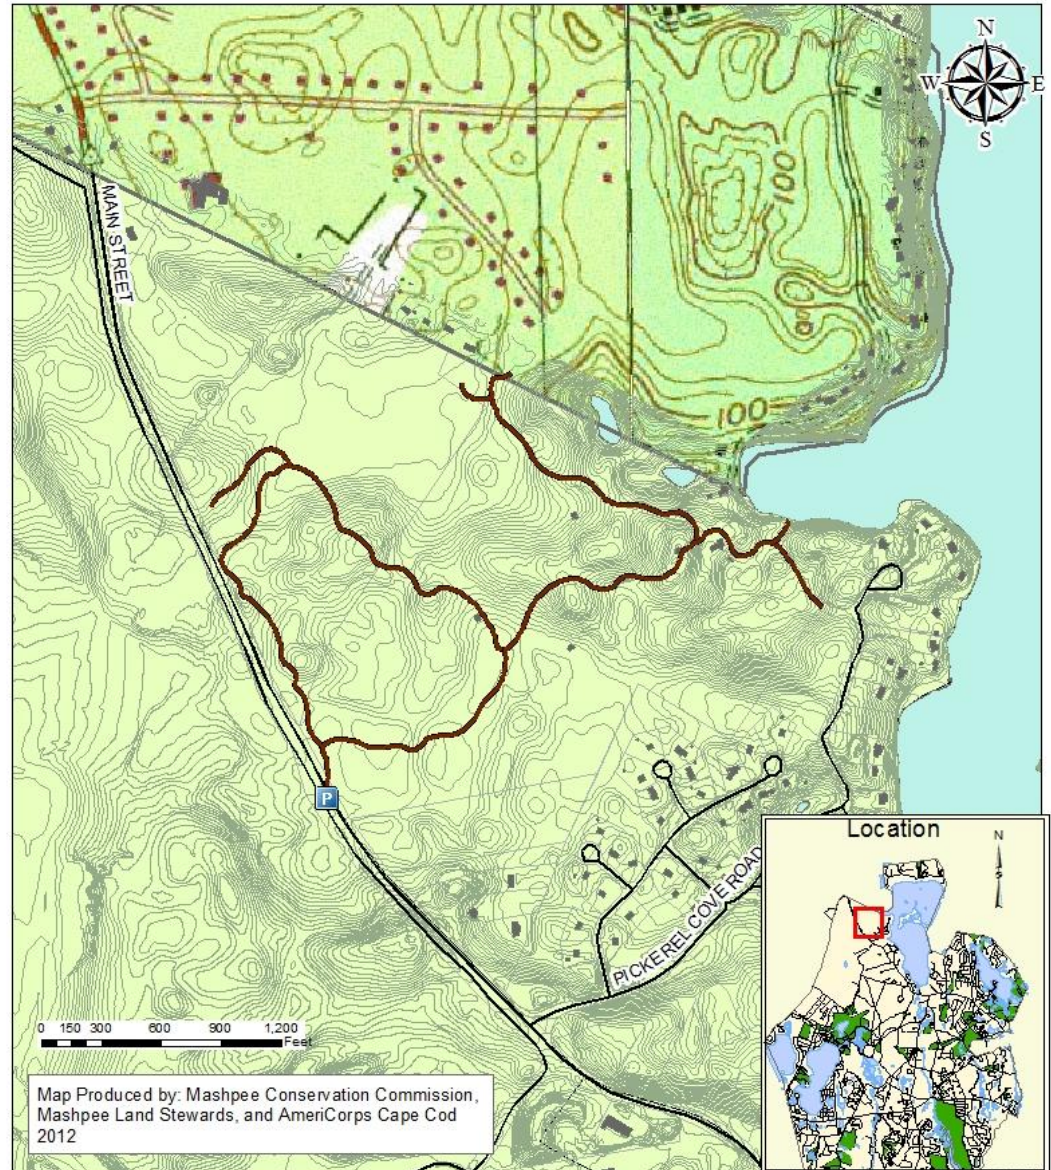 N
W E
S
MAIN STREET
100
100
P
PICKEREL COVE ROAD
Location
N
S
0 150 300 600 900 1,200
Feet
Map Produced by: Mashpee Conservation Commission,
Mashpee Land Stewards, and AmeriCorps Cape Cod
2012